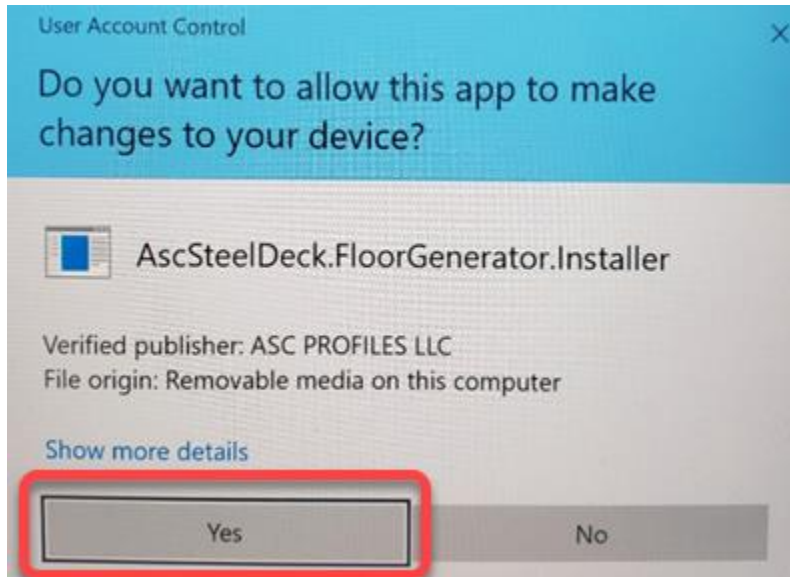 User Account Control
Do you want to allow this app to make
changes to your device?
AscSteelDeck.FloorGenerator.Installer
Verified publisher: ASC PROFILES LLC
File origin: Removable media on this computer
Show more details
Yes
No